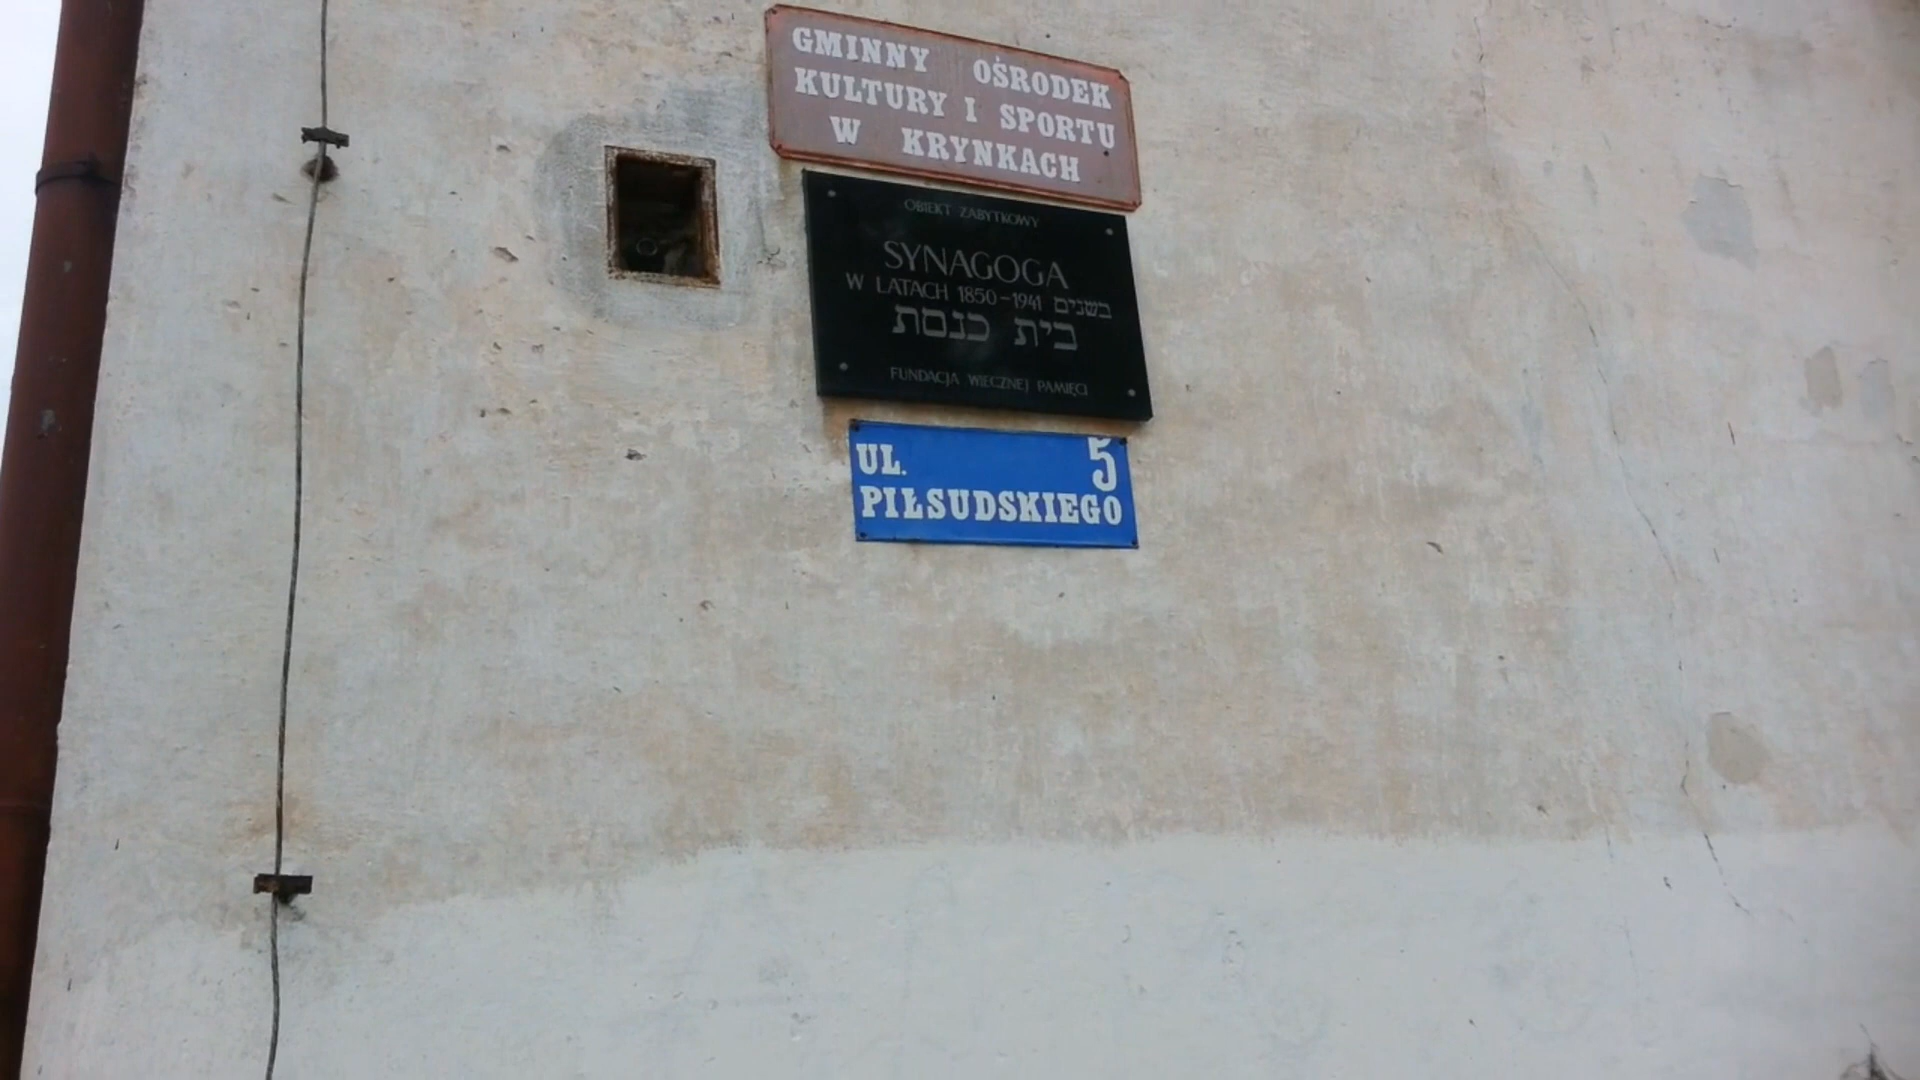 GMINNY OŚRODEK
KULTURY I SPORTU
W KRYNKACH
OBIEKT ZABYTKOWY
SYNAGOGA
W LATACH 1850-1941 בשנים
בית כנסת
FUNDACJA WIECZNEJ PAMIĘCI
UL. 5
PIŁSUDSKIEGO